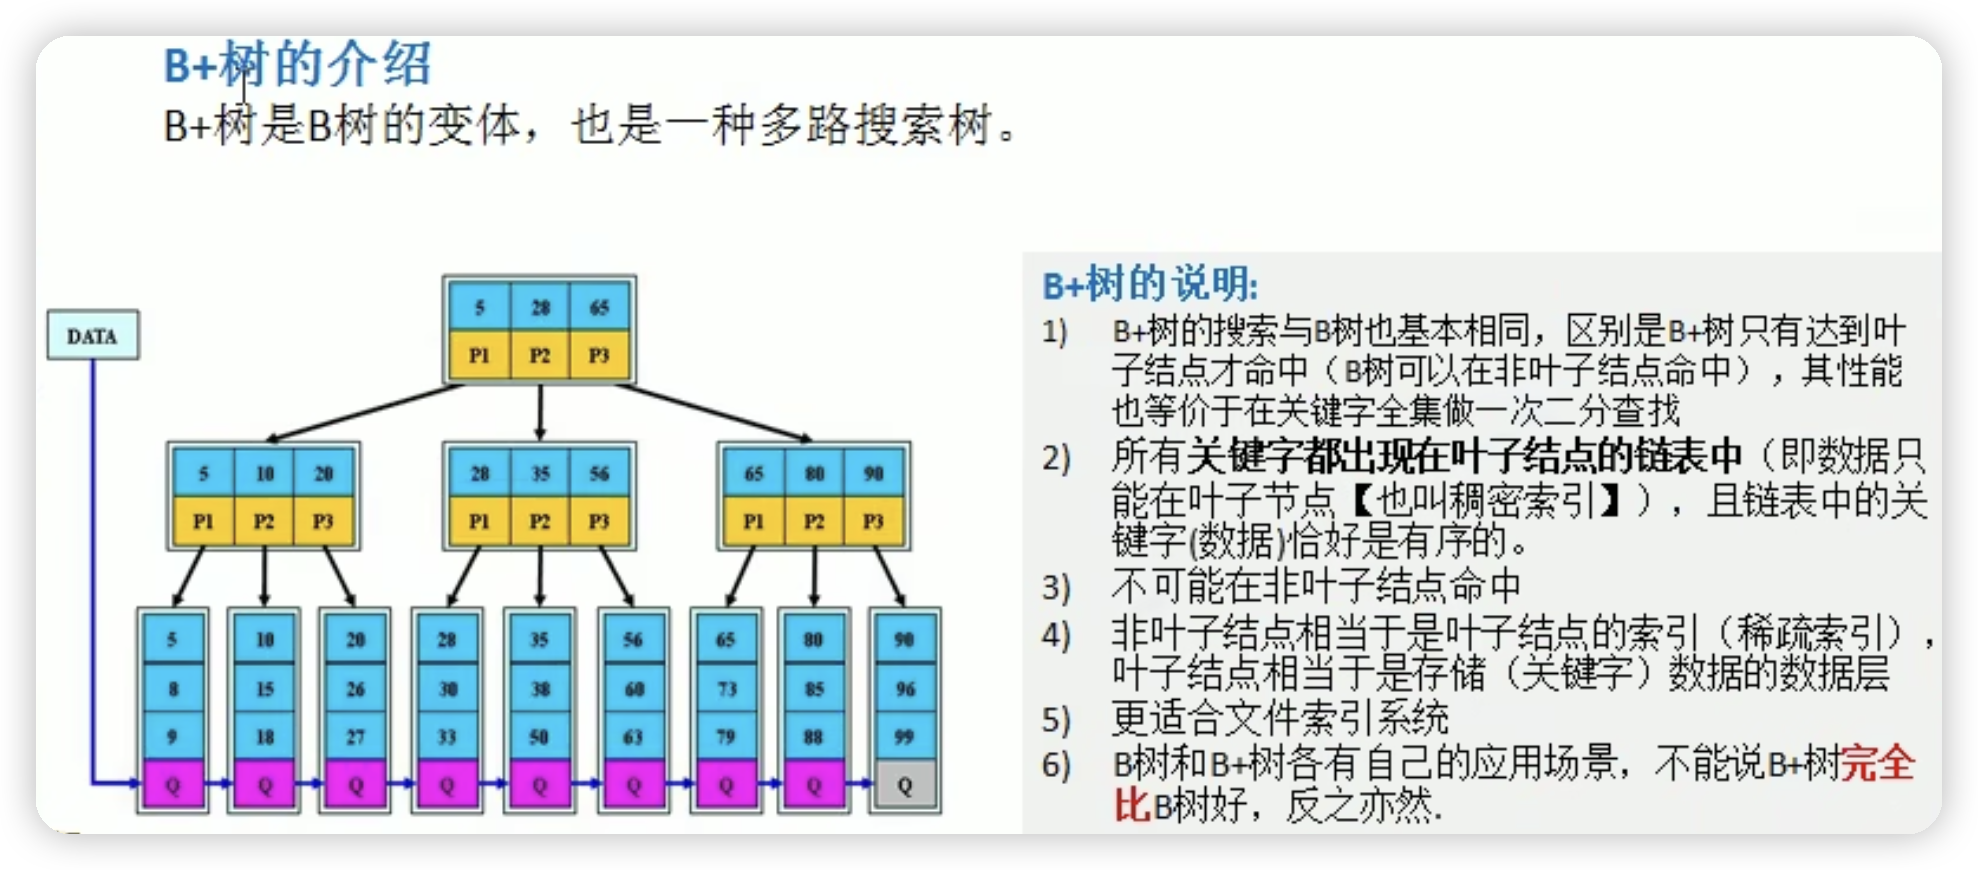 B+树的介绍
B+树是B树的变体，也是一种多路搜索树。
DATA
5 28 65
P1 P2 P3
5 10 20
P1 P2 P3
28 35 56
P1 P2 P3
65 80 90
P1 P2 P3
5 10 20 28 35 56 65 80 90
8 15 26 30 38 60 73 85 96
9 18 27 33 50 63 79 88 99
Q Q Q Q Q Q Q Q Q
B+树的说明:
1) B+树的搜索与B树也基本相同，区别是B+树只有达到叶
子结点才命中（B树可以在非叶子结点命中），其性能
也等价于在关键字全集做一次二分查找
2) 所有关键字都出现在叶子结点的链表中（即数据只
能在叶子节点【也叫稠密索引】），且链表中的关
键字(数据)恰好是有序的。
3) 不可能在非叶子结点命中
4) 非叶子结点相当于是叶子结点的索引（稀疏索引），
叶子结点相当于是存储（关键字）数据的数据层
5) 更适合文件索引系统
6) B树和B+树各有自己的应用场景，不能说B+树完全
比B树好，反之亦然.